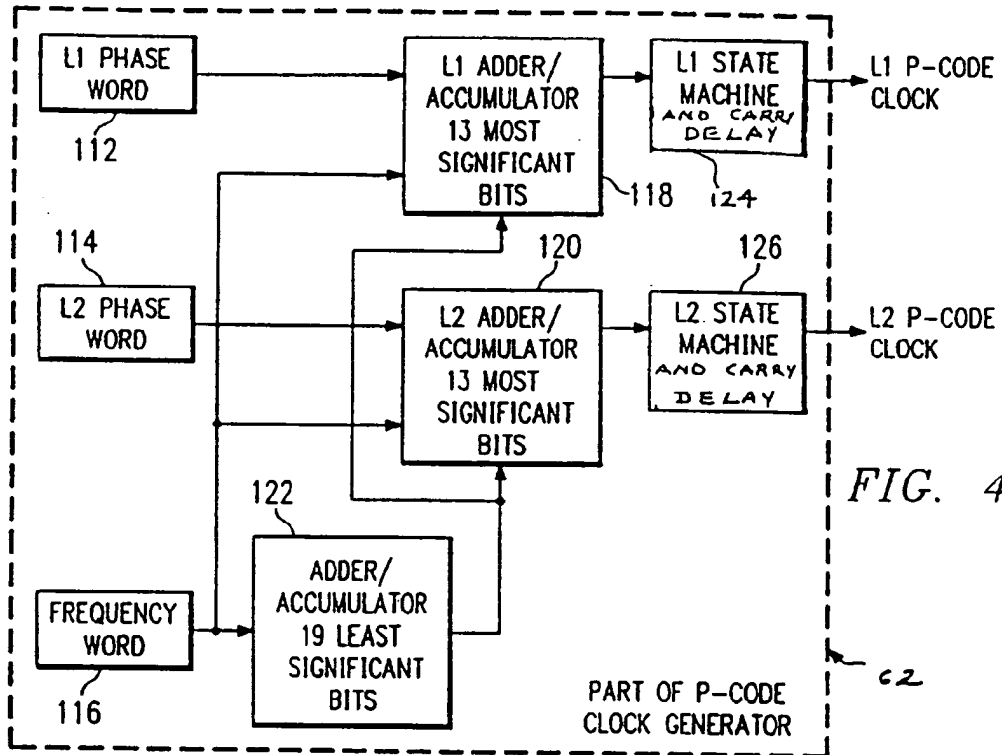 L1 PHASE
WORD
112
L1 ADDER/
ACCUMULATOR
13 MOST
SIGNIFICANT
BITS
118
L1 STATE
MACHINE
AND CARRY
DELAY
124
L1 P-CODE
CLOCK
114
L2 PHASE
WORD
120
L2 ADDER/
ACCUMULATOR
13 MOST
SIGNIFICANT
BITS
126
L2. STATE
MACHINE
AND CARRY
DELAY
L2 P-CODE
CLOCK
FIG. 4
122
ADDER/
ACCUMULATOR
19 LEAST
SIGNIFICANT
BITS
FREQUENCY
WORD
116
PART OF P-CODE
CLOCK GENERATOR
62